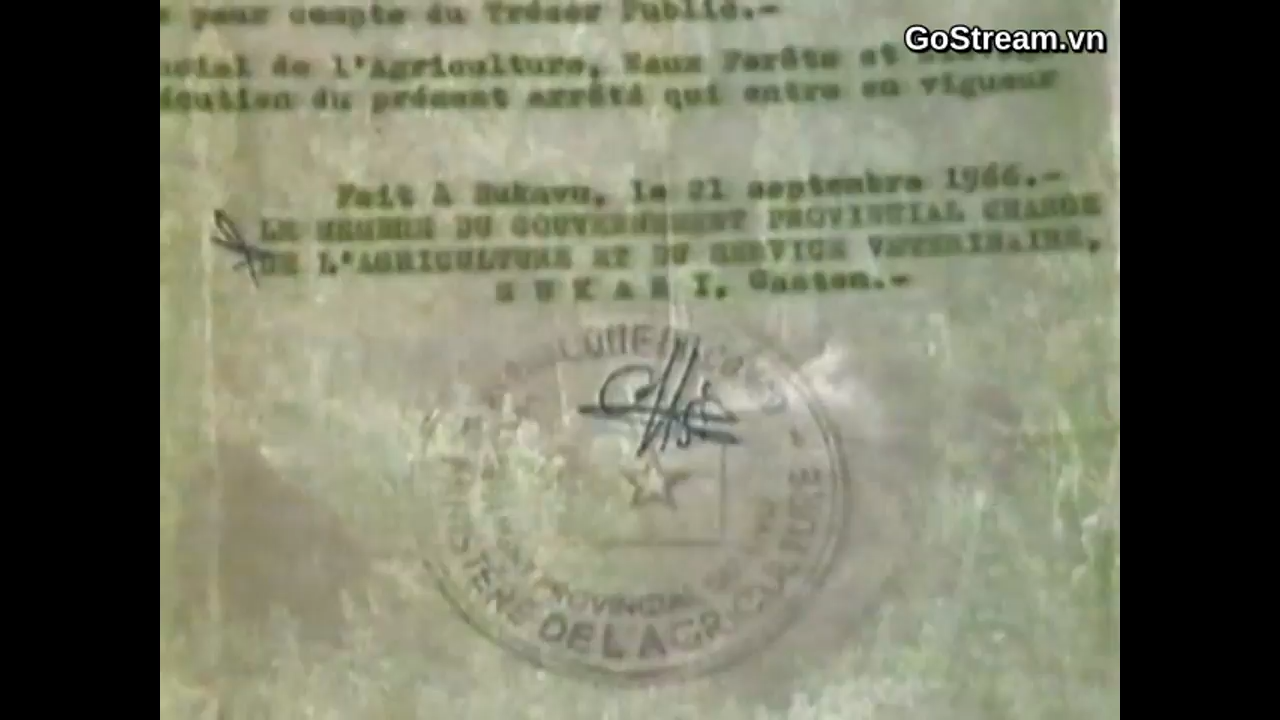 GoStream.vn
pour compte du Trésor Public.-
de l'Agriculture, Eaux Forêts et
du présent arrêté qui entre en vigueur
Fait à Bukavu, le 21 septembre 1966.-
LE MEMBRE DU GOUVERNEMENT PROVINCIAL CHARGE
DE L'AGRICULTURE ET DU SERVICE VETERINAIRE,
Gaston.-
PROVINCIAL
DE L'AGRICULTURE